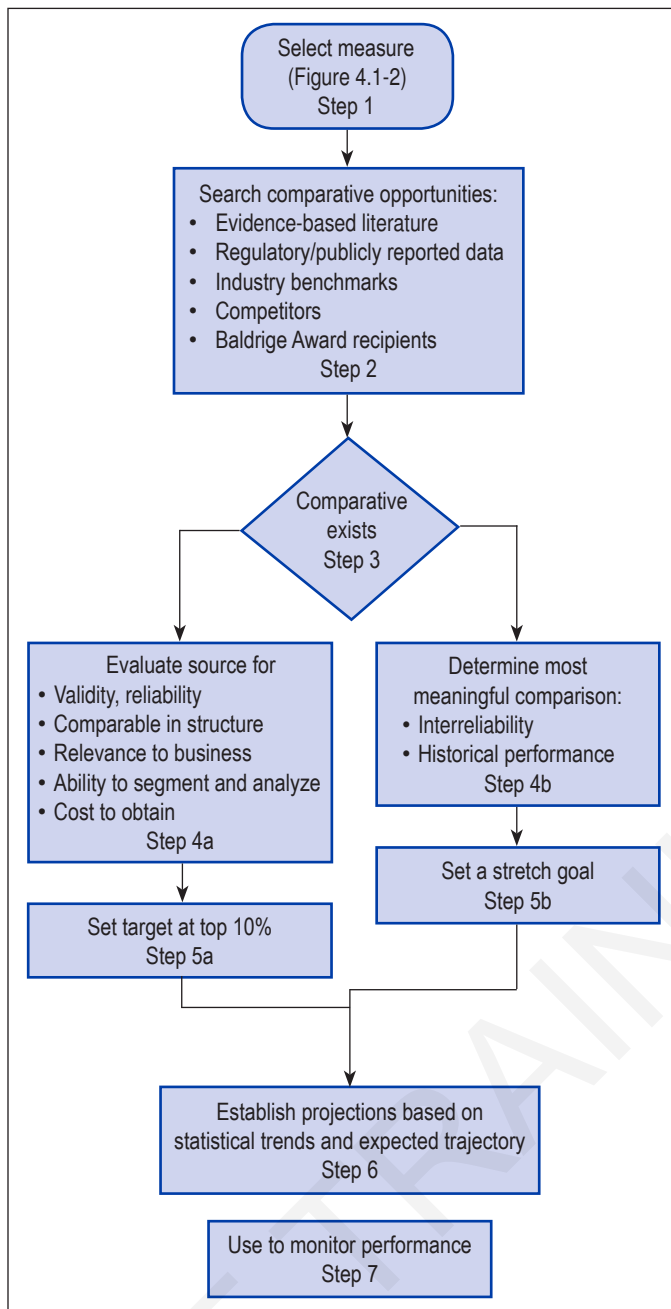 Select measure
(Figure 4.1-2)
Step 1
Search comparative opportunities:
• Evidence-based literature
• Regulatory/publicly reported data
• Industry benchmarks
• Competitors
• Baldrige Award recipients
Step 2
Comparative
exists
Step 3
Evaluate source for
• Validity, reliability
• Comparable in structure
• Relevance to business
• Ability to segment and analyze
• Cost to obtain
Step 4a
Determine most
meaningful comparison:
• Interreliability
• Historical performance
Step 4b
Set target at top 10%
Step 5a
Set a stretch goal
Step 5b
Establish projections based on
statistical trends and expected trajectory
Step 6
Use to monitor performance
Step 7